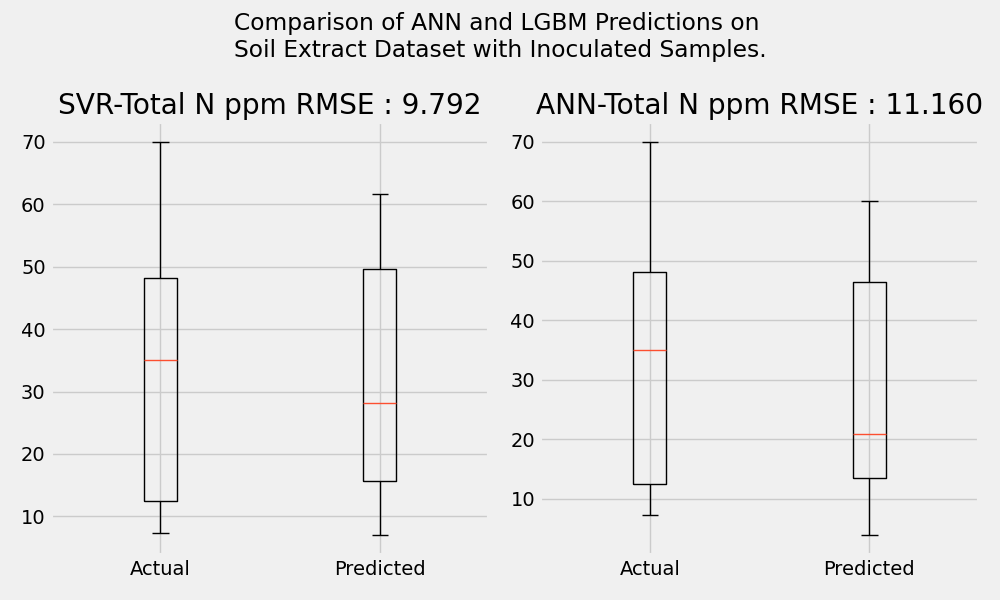 Comparison of ANN and LGBM Predictions on
Soil Extract Dataset with Inoculated Samples.
SVR-Total N ppm RMSE : 9.792
70
60
50
40
30
20
10
Actual Predicted
ANN-Total N ppm RMSE : 11.160
70
60
50
40
30
20
10
Actual Predicted